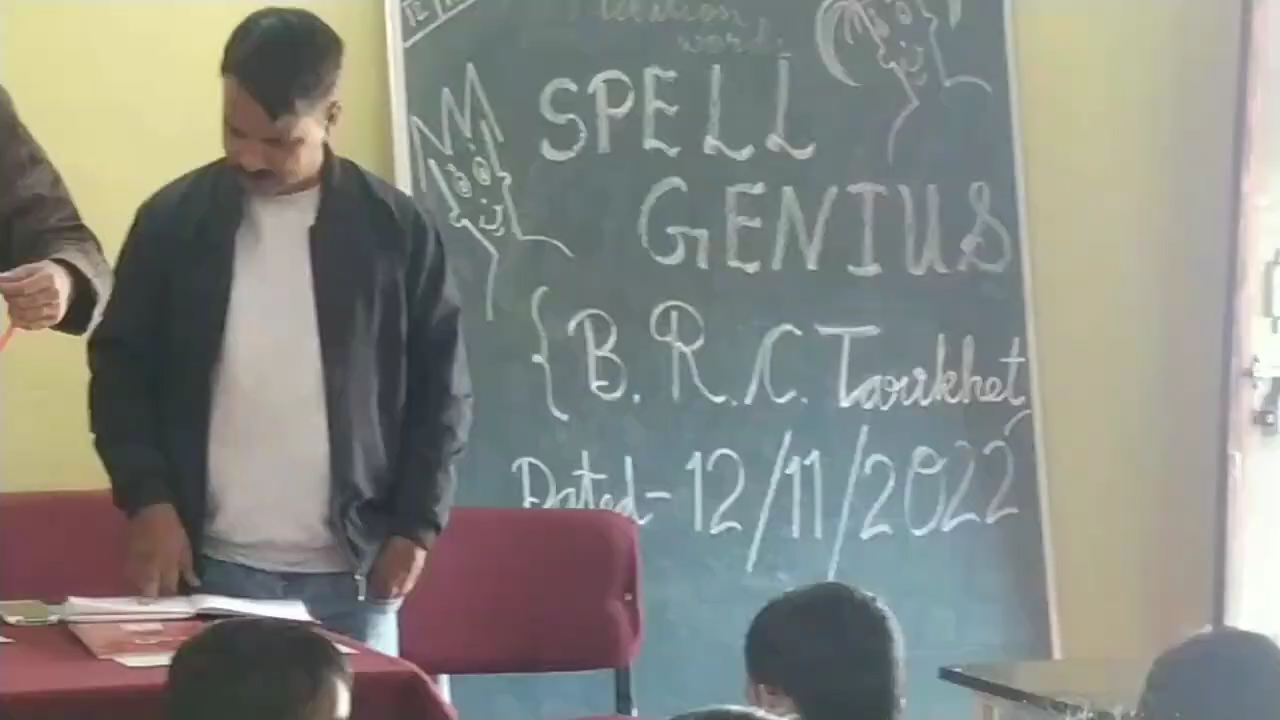 SPELL
GENIUS
{B.R.C. Tarikhet
Dated-12/11/2022